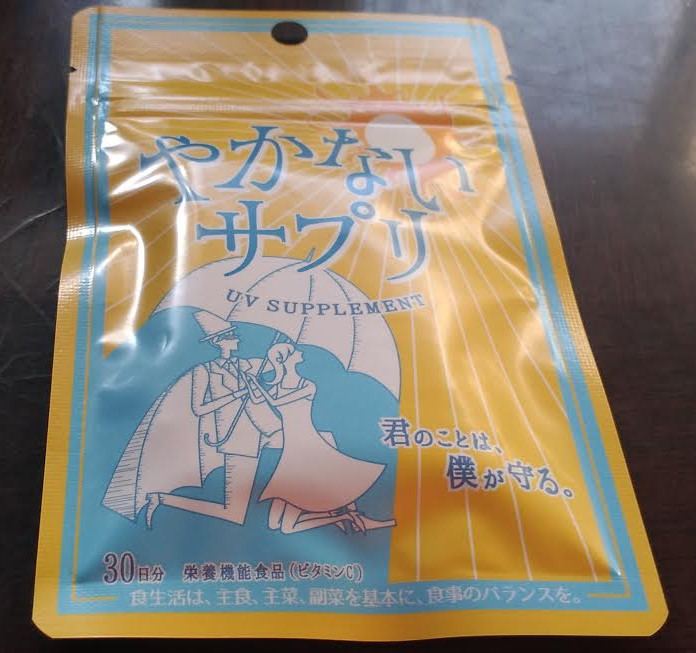 やかない
サプリ
UV SUPPLEMENT
君のことは、
僕が守る。
30日分 栄養機能食品(ビタミンC)
食生活は、主食、主菜、副菜を基本に、食事のバランスを。